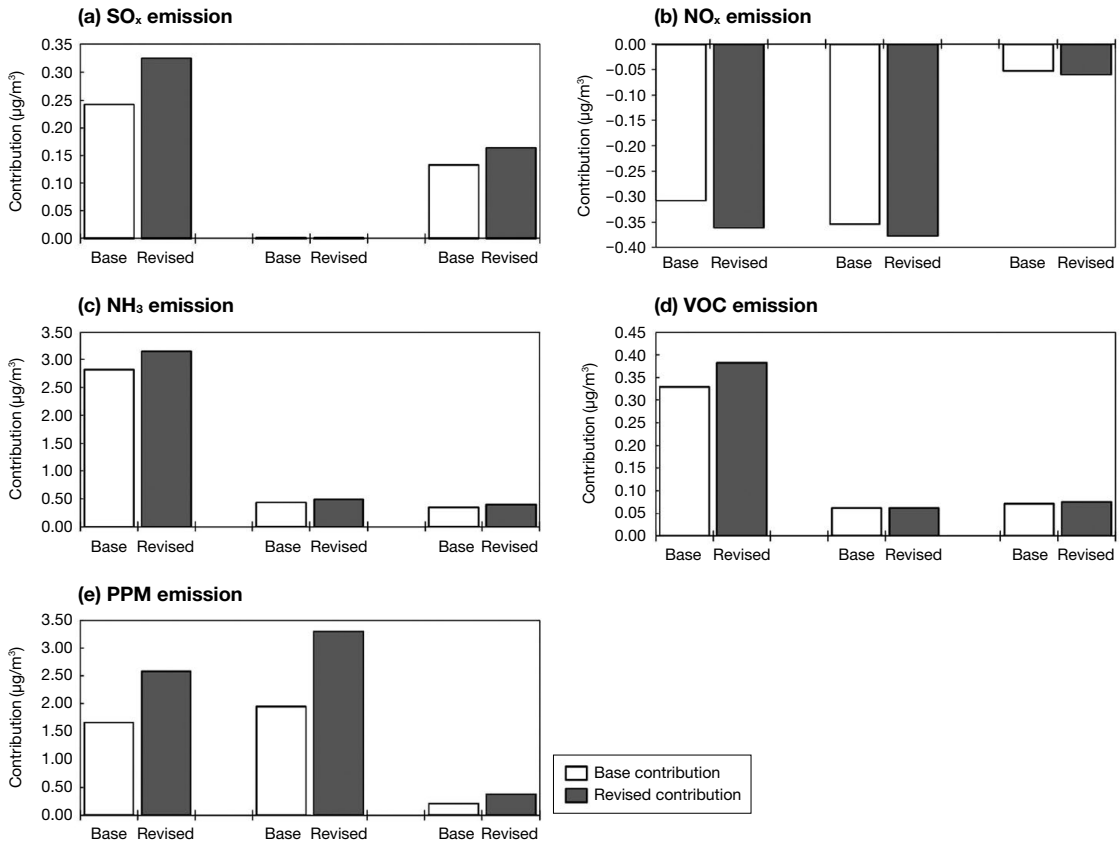 (a) SOₓ emission
Contribution (µg/m³)
0.35
0.30
0.25
0.20
0.15
0.10
0.05
0.00
Base Revised Base Revised Base Revised
(b) NOₓ emission
Contribution (µg/m³)
0.00
−0.05
−0.10
−0.15
−0.20
−0.25
−0.30
−0.35
−0.40
Base Revised Base Revised Base Revised
(c) NH₃ emission
Contribution (µg/m³)
3.50
3.00
2.50
2.00
1.50
1.00
0.50
0.00
Base Revised Base Revised Base Revised
(d) VOC emission
Contribution (µg/m³)
0.45
0.40
0.35
0.30
0.25
0.20
0.15
0.10
0.05
0.00
Base Revised Base Revised Base Revised
(e) PPM emission
Contribution (µg/m³)
3.50
3.00
2.50
2.00
1.50
1.00
0.50
0.00
Base Revised Base Revised Base Revised
Base contribution
Revised contribution